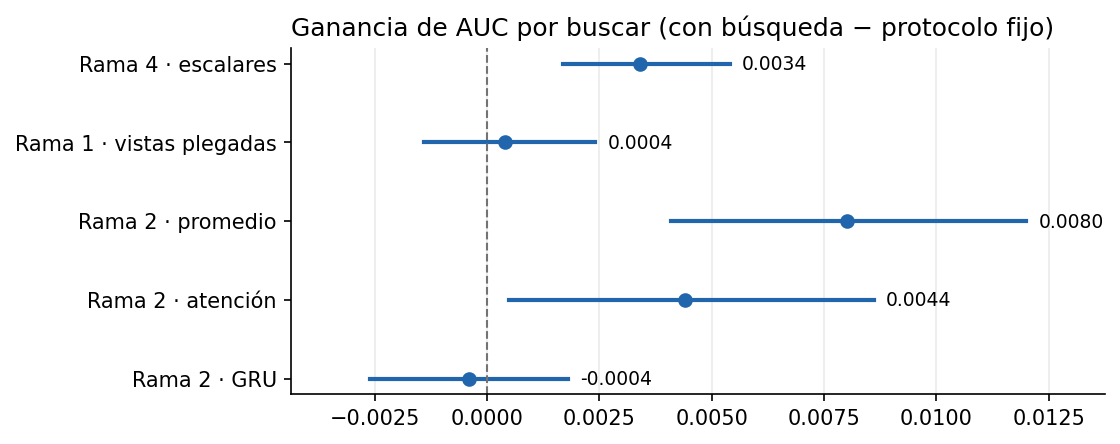 Ganancia de AUC por buscar (con búsqueda − protocolo fijo)
Rama 4 · escalares
0.0034
Rama 1 · vistas plegadas
0.0004
Rama 2 · promedio
0.0080
Rama 2 · atención
0.0044
Rama 2 · GRU
-0.0004
−0.0025 0.0000 0.0025 0.0050 0.0075 0.0100 0.0125